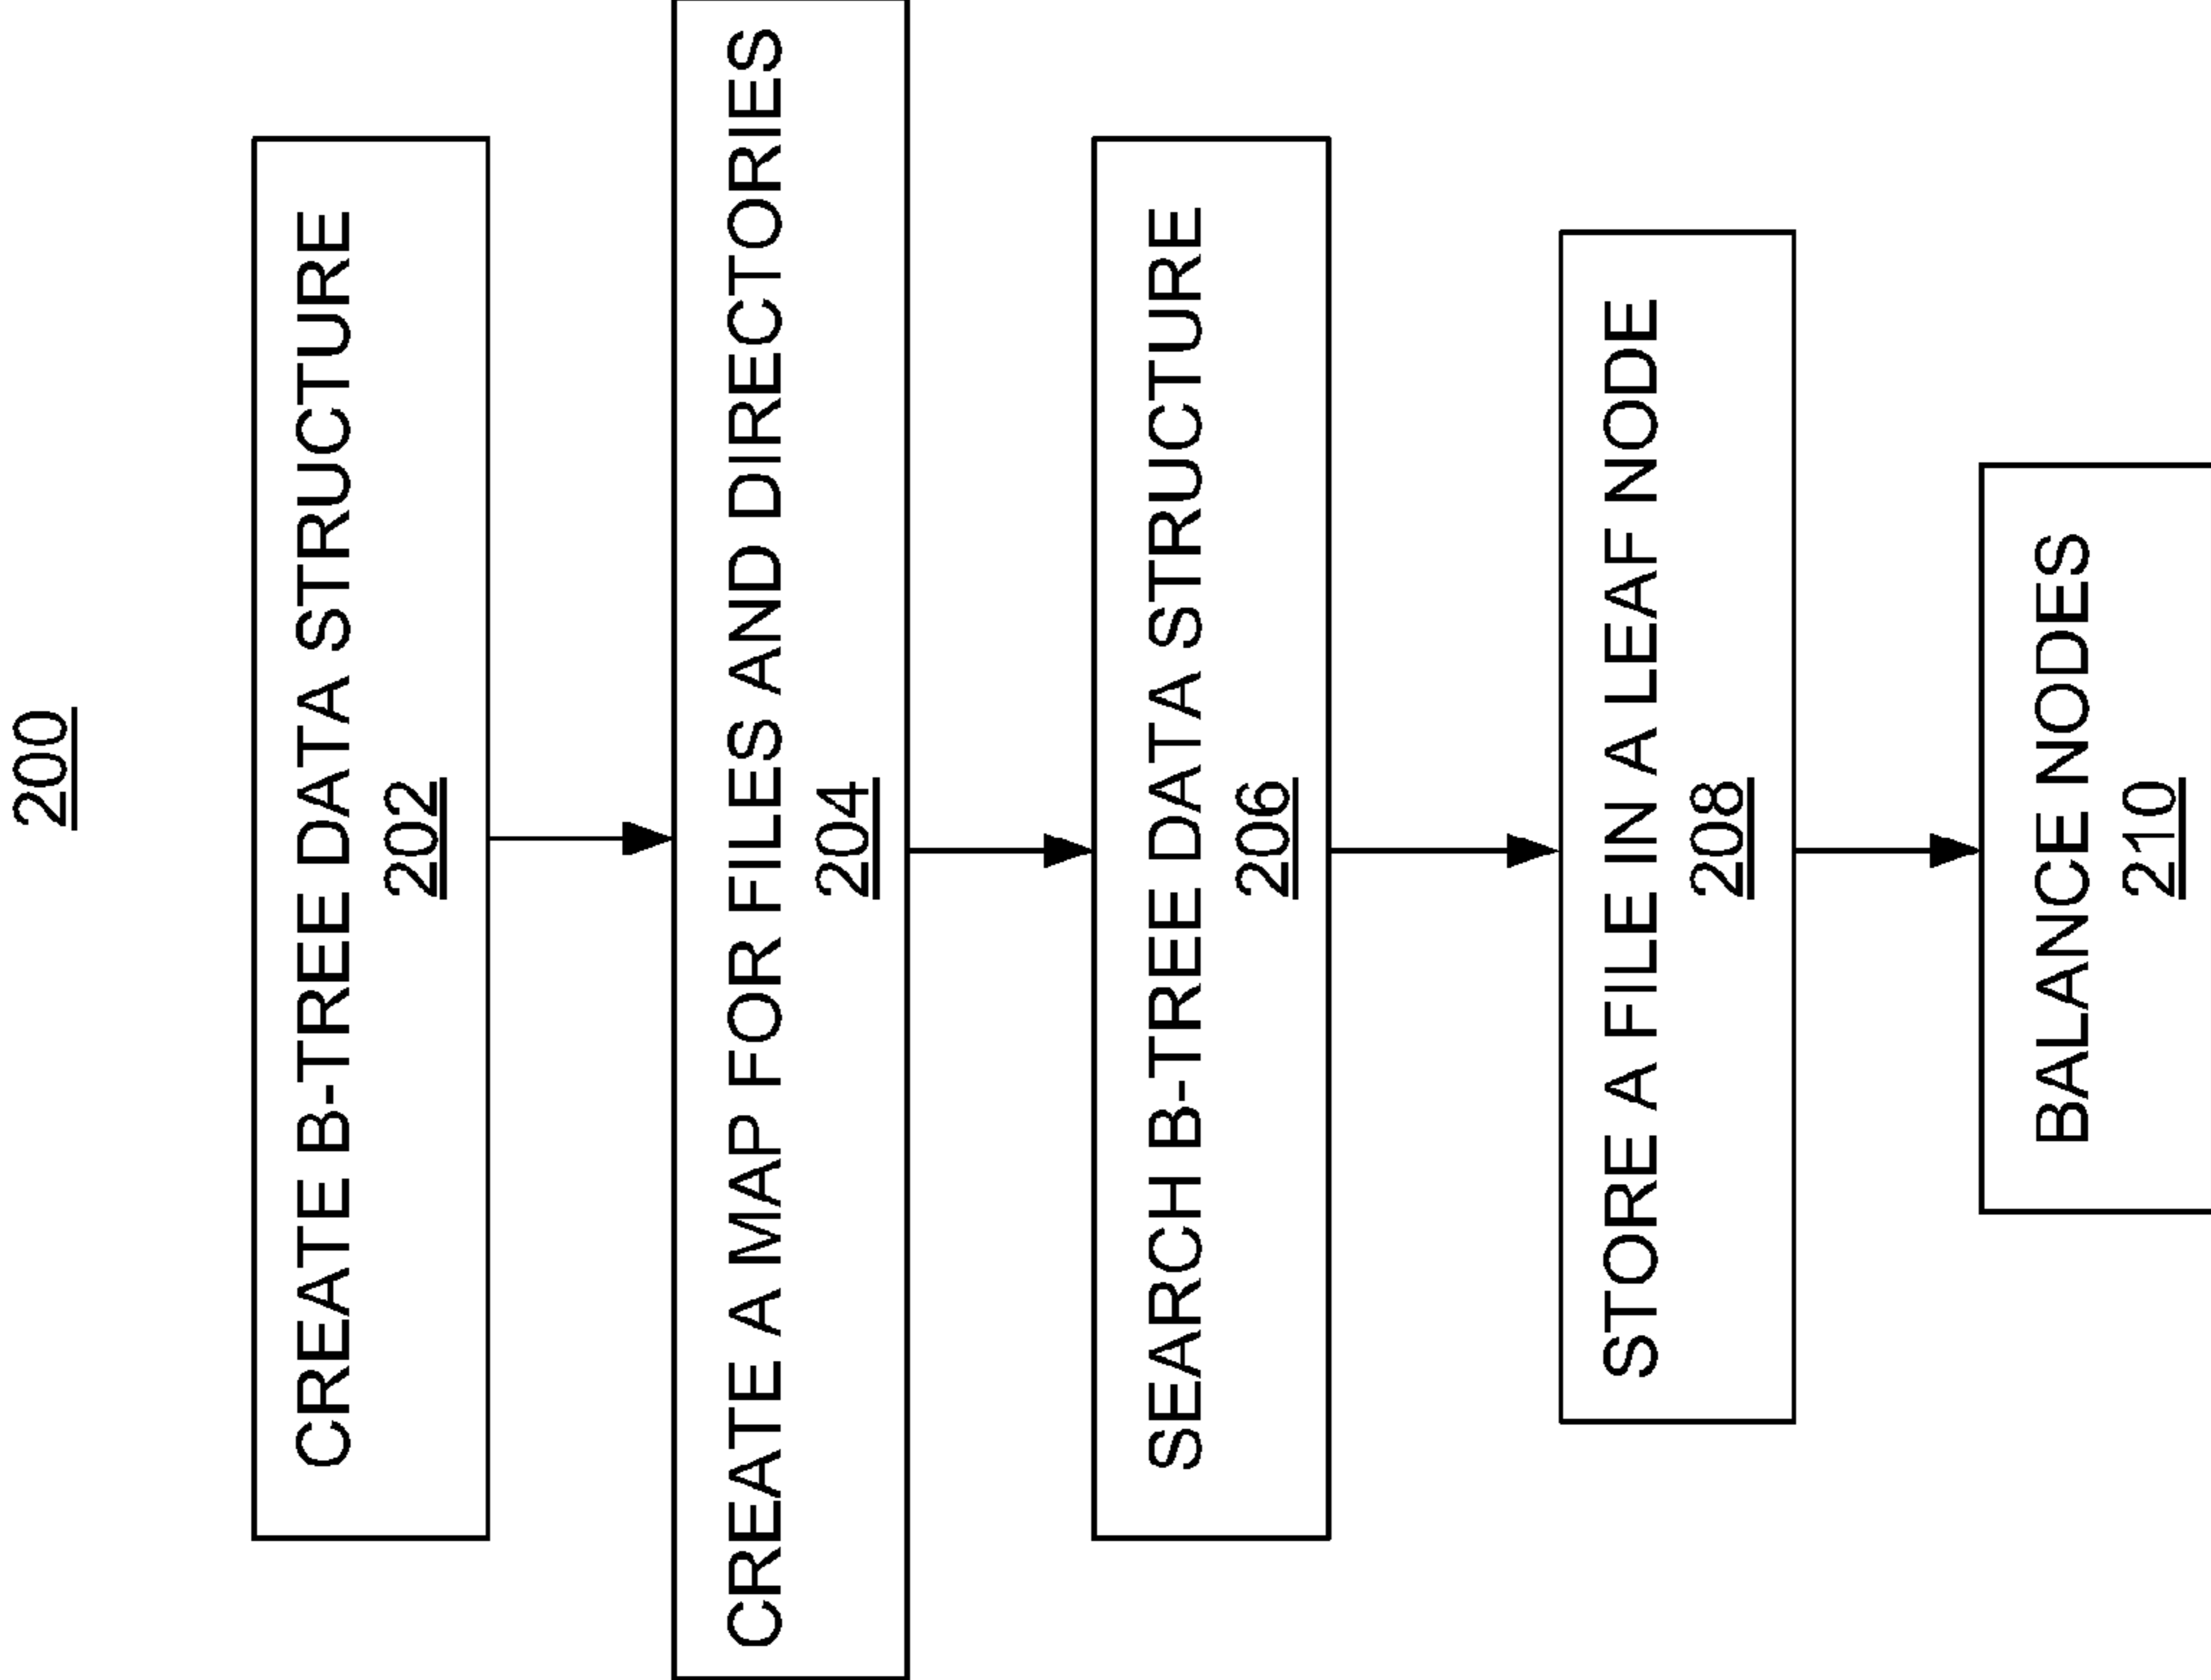 200
CREATE B-TREE DATA STRUCTURE
202
CREATE A MAP FOR FILES AND DIRECTORIES
204
SEARCH B-TREE DATA STRUCTURE
206
STORE A FILE IN A LEAF NODE
208
BALANCE NODES
210